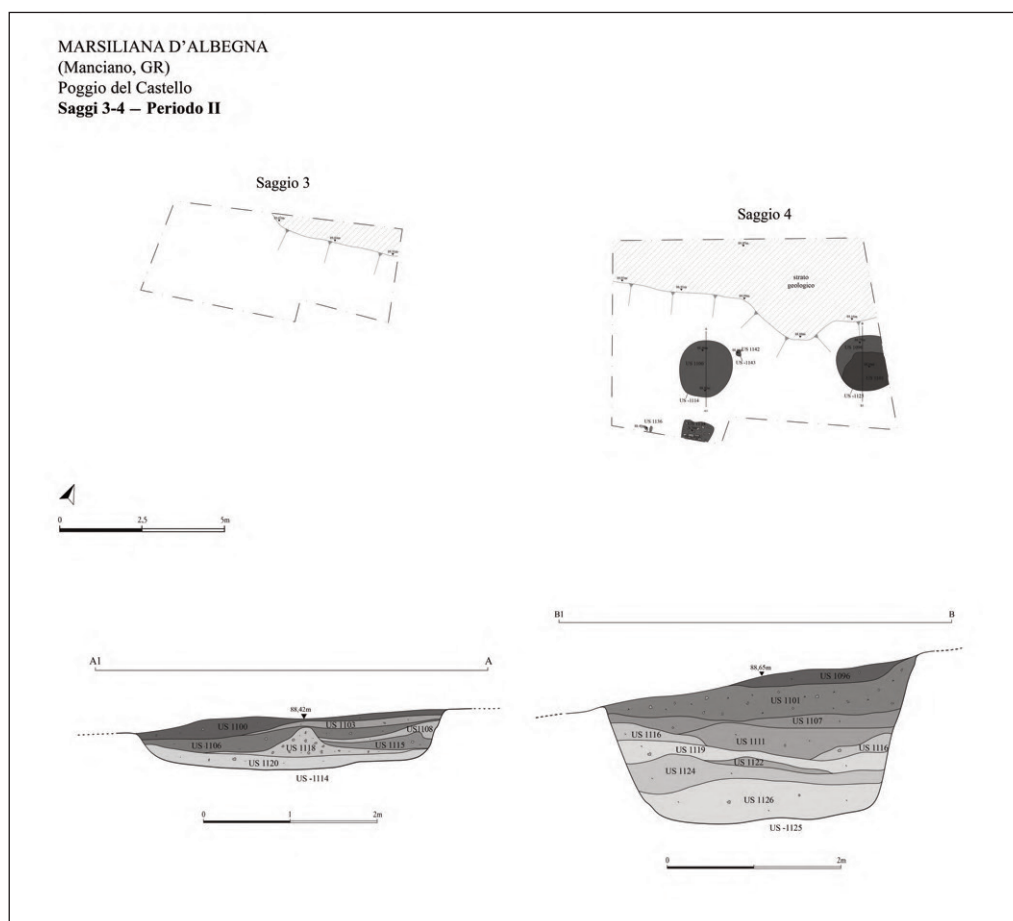 MARSILIANA D'ALBEGNA
(Manciano, GR)
Poggio del Castello
Saggi 3-4 – Periodo II
Saggio 3
Saggio 4
strato
geologico
US 1142
US -1143
US -1114
US -1125
US 1138
0 2,5 5m
B1 B
A1 A
88,65m
US 1096
US 1101
US 1107
US 1116
US 1111
US 1116
US 1119
US 1122
US 1124
US 1126
US -1125
0 2m
88,42m
US 1100
US 1103
US1108
US 1106
US 1118
US 1115
US 1120
US -1114
0 1 2m